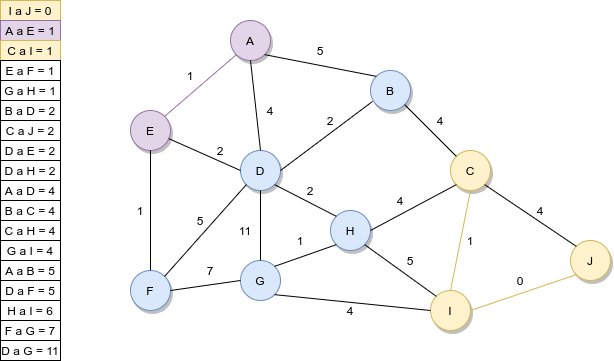 I a J = 0
A a E = 1
C a I = 1
E a F = 1
G a H = 1
B a D = 2
C a J = 2
D a E = 2
D a H = 2
A a D = 4
B a C = 4
C a H = 4
G a I = 4
A a B = 5
D a F = 5
H a I = 6
F a G = 7
D a G = 11
A
5
1
B
4
2
4
E
2
D
C
2
4
4
1
5
11
H
1
1
J
7
5
0
F
G
4
I